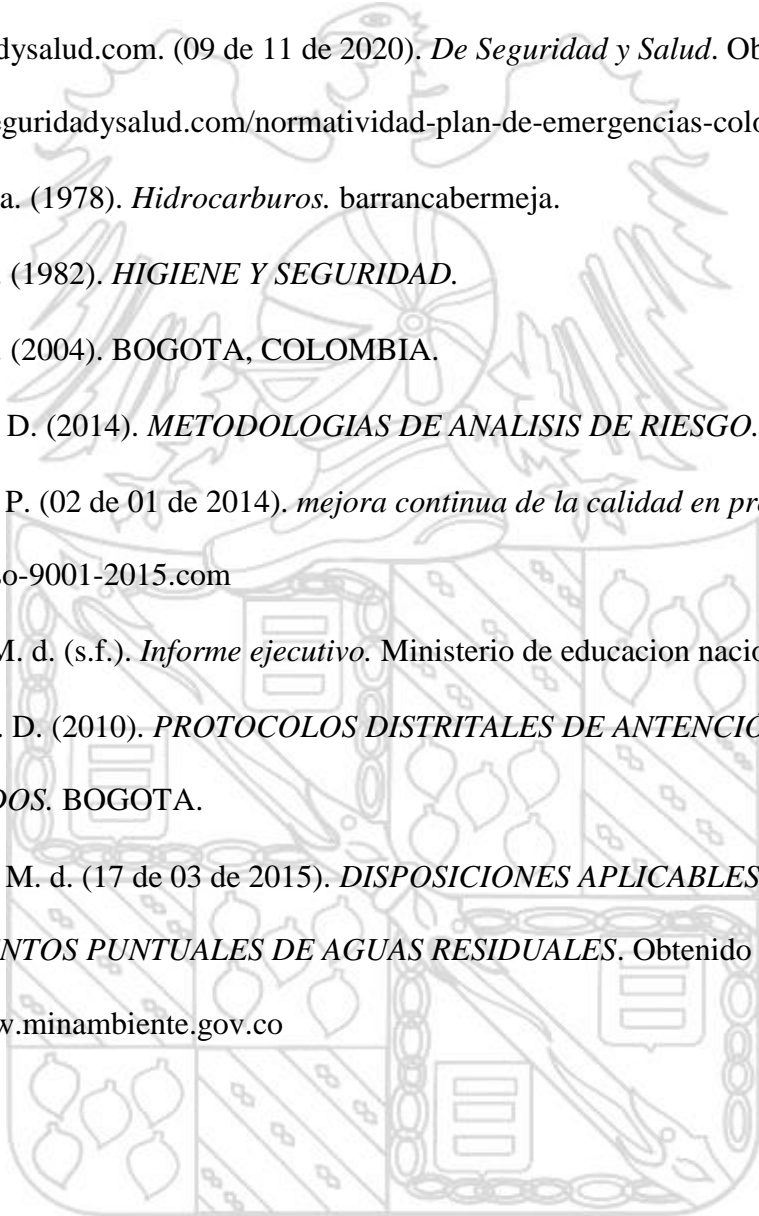 dysalud.com. (09 de 11 de 2020). De Seguridad y Salud. Ob
eguridadysalud.com/normatividad-plan-de-emergencias-colo
a. (1978). Hidrocarburos. barrancabermeja.
. (1982). HIGIENE Y SEGURIDAD.
. (2004). BOGOTA, COLOMBIA.
D. (2014). METODOLOGIAS DE ANALISIS DE RIESGO.
P. (02 de 01 de 2014). mejora continua de la calidad en pro
o-9001-2015.com
M. d. (s.f.). Informe ejecutivo. Ministerio de educacion nacio
. D. (2010). PROTOCOLOS DISTRITALES DE ANTENCIÓ
DOS. BOGOTA.
M. d. (17 de 03 de 2015). DISPOSICIONES APLICABLES
NTOS PUNTUALES DE AGUAS RESIDUALES. Obtenido
w.minambiente.gov.co